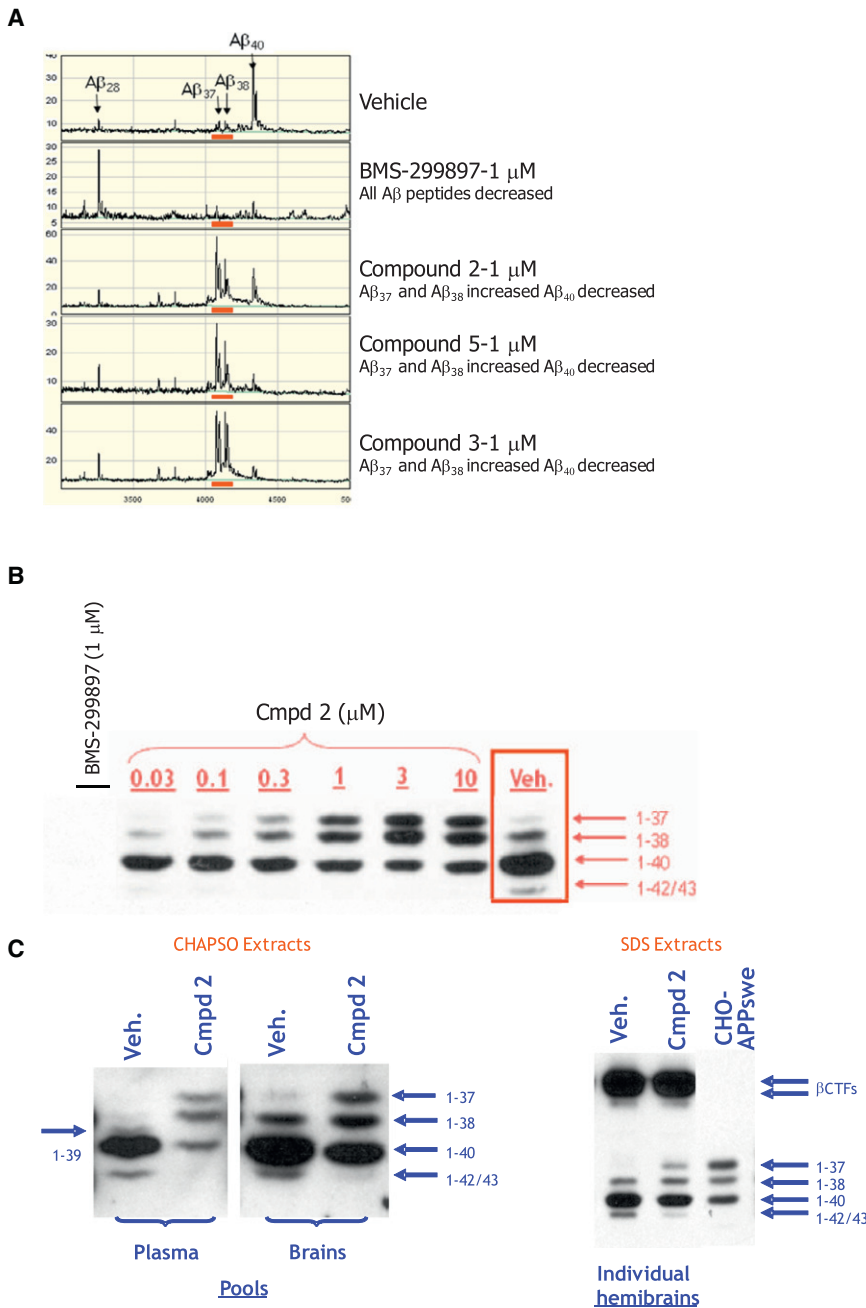 A
Aβ28
Aβ37
Aβ38
Aβ40
40
30
20
10
0
Vehicle
30
25
20
15
10
5
BMS-299897-1 μM
All Aβ peptides decreased
60
40
20
0
Compound 2-1 μM
Aβ37 and Aβ38 increased Aβ40 decreased
30
20
10
0
Compound 5-1 μM
Aβ37 and Aβ38 increased Aβ40 decreased
40
20
Compound 3-1 μM
Aβ37 and Aβ38 increased Aβ40 decreased
3500
4000
4500
50
B
BMS-299897 (1 μM)
Cmpd 2 (μM)
0.03 0.1 0.3 1 3 10 Veh.
1-37
1-38
1-40
1-42/43
C
CHAPSO Extracts
Veh.
Cmpd 2
Veh.
Cmpd 2
1-39
1-37
1-38
1-40
1-42/43
Plasma
Brains
Pools
SDS Extracts
Veh.
Cmpd 2
CHO-
APPswe
βCTFs
1-37
1-38
1-40
1-42/43
Individual
hemibrains